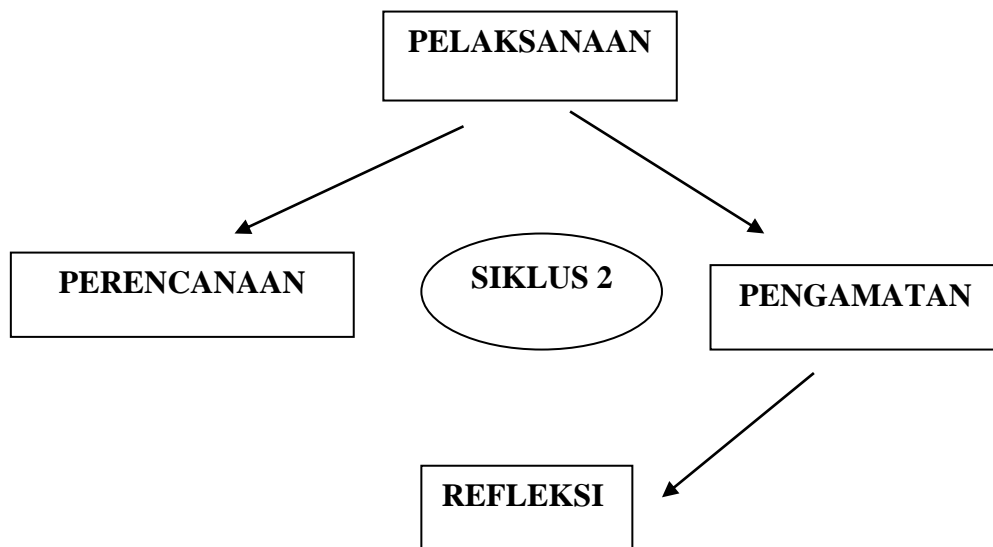 PELAKSANAAN
PERENCANAAN
SIKLUS 2
PENGAMATAN
REFLEKSI